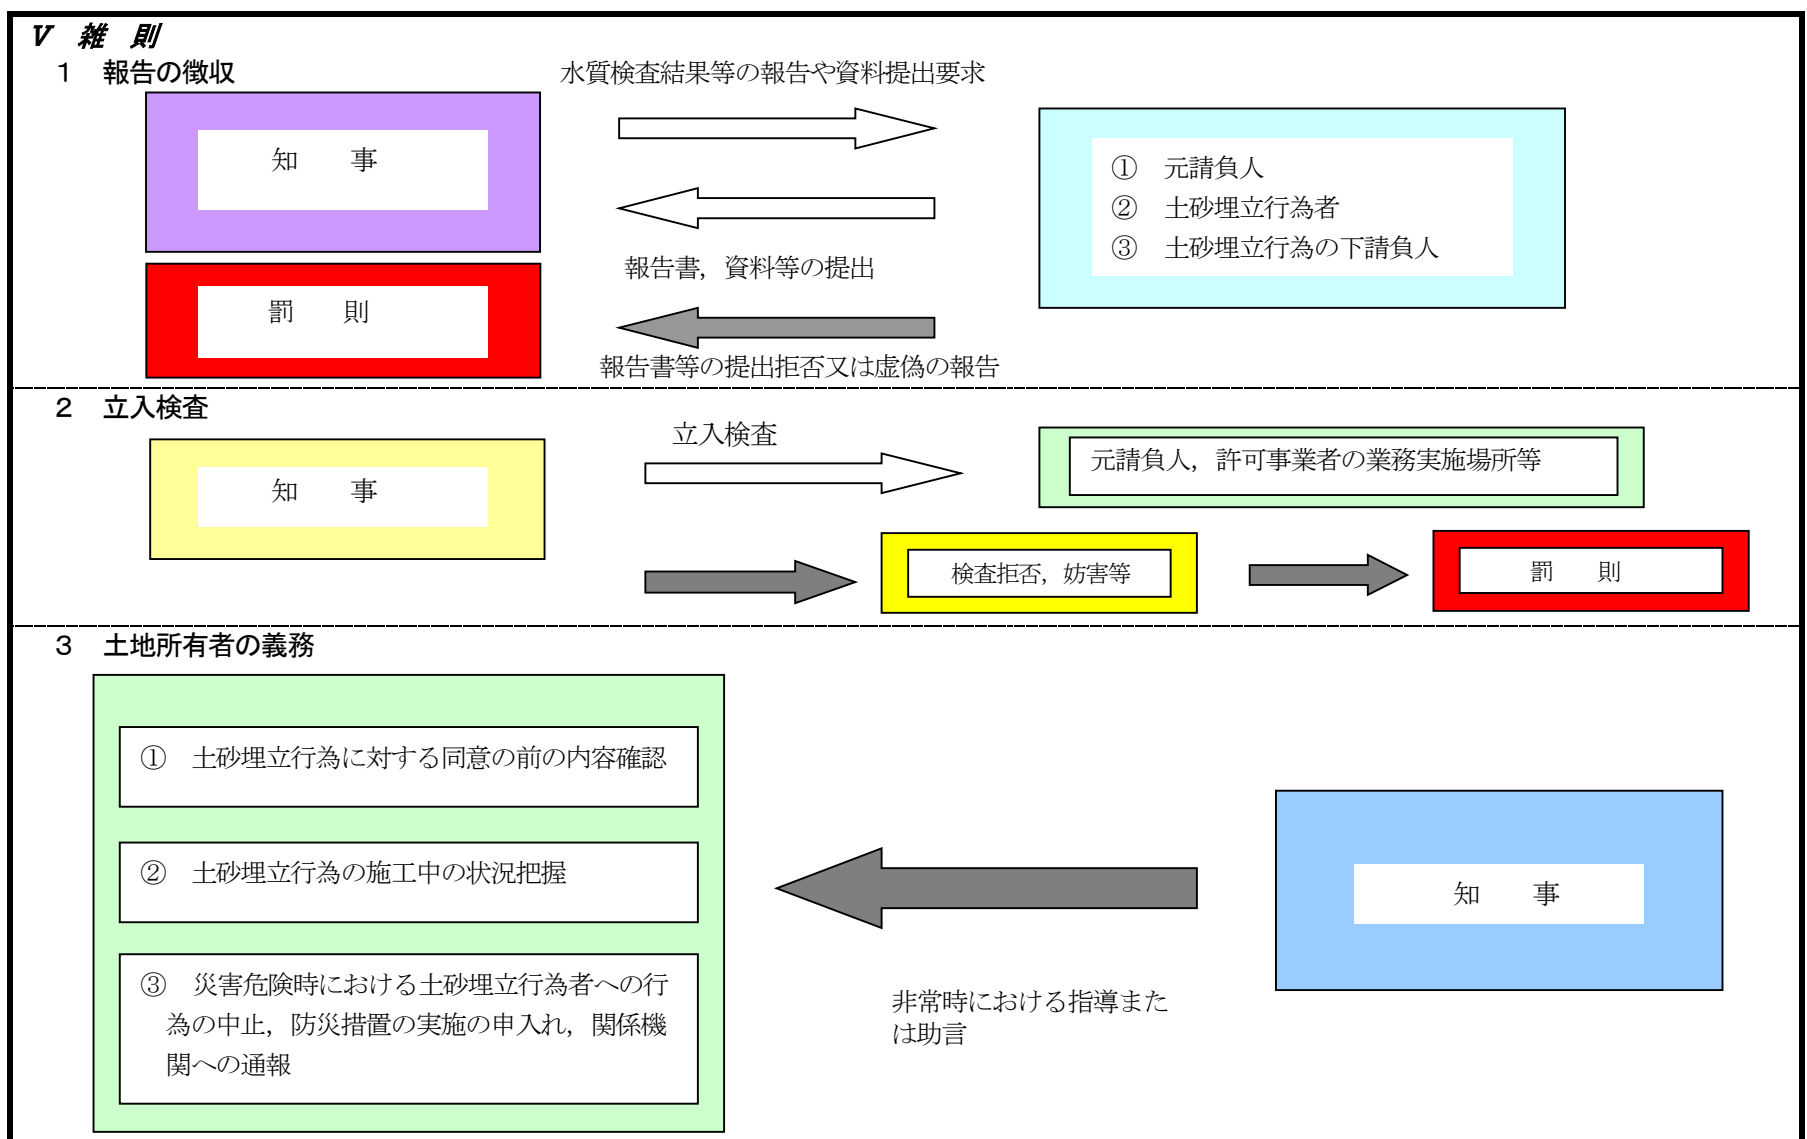 Ⅴ 雑 則
１ 報告の徴収
水質検査結果等の報告や資料提出要求
知 事
① 元請負人
② 土砂埋立行為者
③ 土砂埋立行為の下請負人
報告書，資料等の提出
罰 則
報告書等の提出拒否又は虚偽の報告
２ 立入検査
立入検査
知 事
元請負人，許可事業者の業務実施場所等
検査拒否，妨害等
罰 則
３ 土地所有者の義務
① 土砂埋立行為に対する同意の前の内容確認
② 土砂埋立行為の施工中の状況把握
③ 災害危険時における土砂埋立行為者への行
為の中止，防災措置の実施の申入れ，関係機
関への通報
知 事
非常時における指導また
は助言